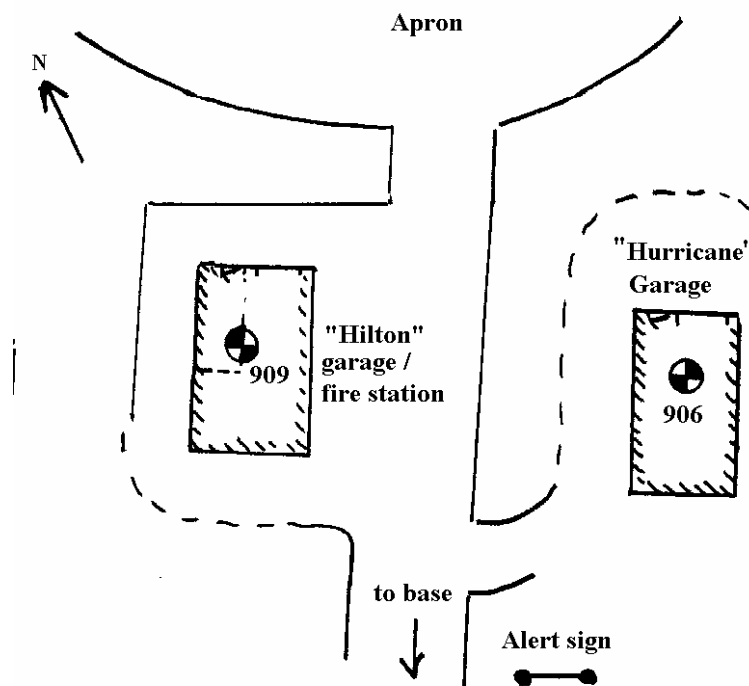 Apron
N
"Hurricane"
Garage
"Hilton"
garage /
fire station
909
906
to base
Alert sign